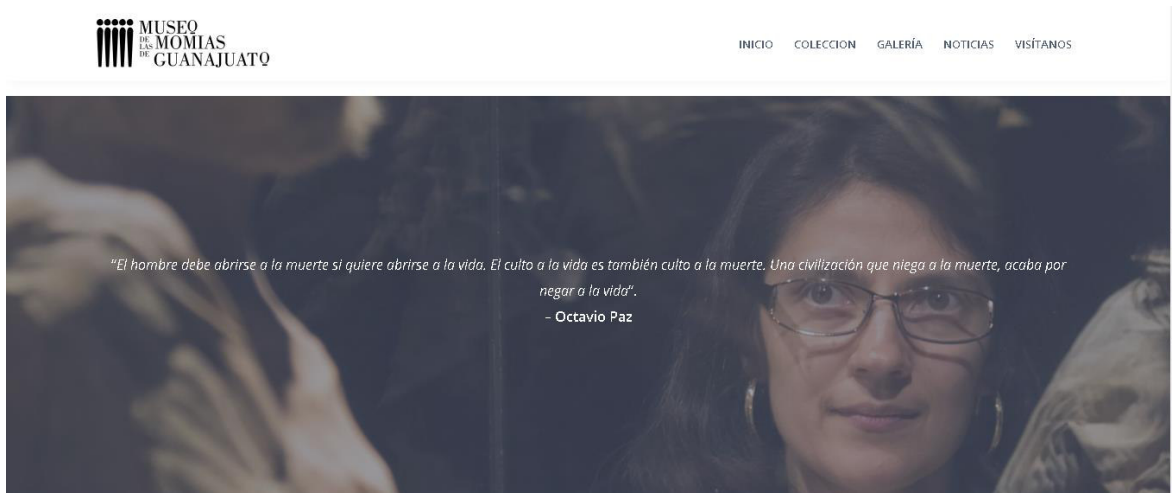 MUSEO
DE LAS MOMIAS
DE GUANAJUATO
INICIO COLECCION GALERÍA NOTICIAS VISÍTANOS
"El hombre debe abrirse a la muerte si quiere abrirse a la vida. El culto a la vida es también culto a la muerte. Una civilización que niega a la muerte, acaba por
negar a la vida".
– Octavio Paz